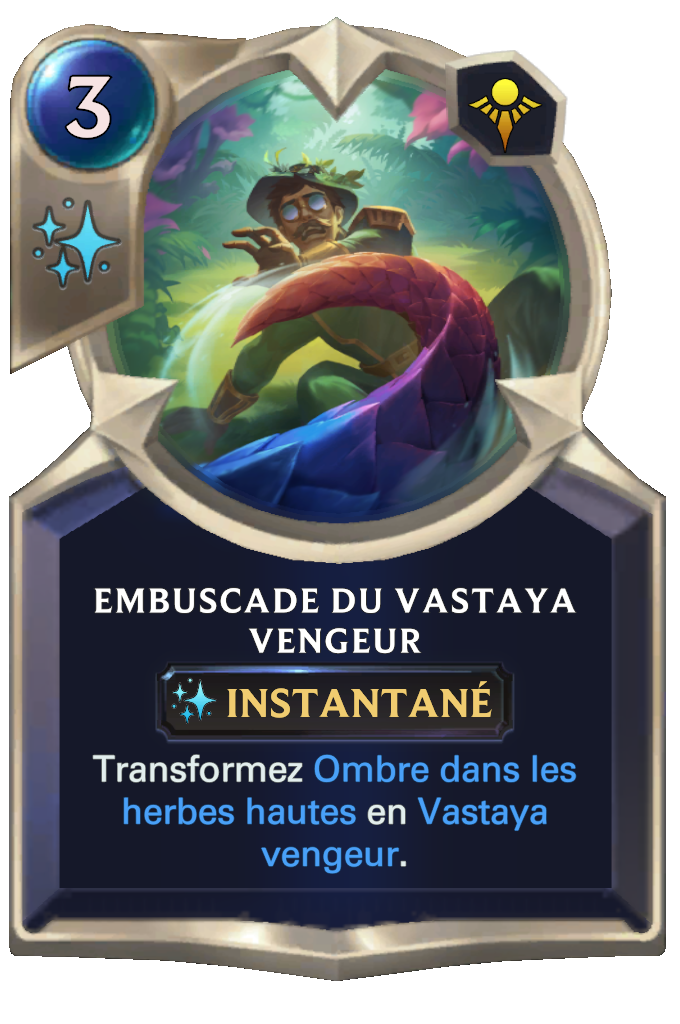 3
EMBUSCADE DU VASTAYA
VENGEUR
INSTANTANÉ
Transformez Ombre dans les
herbes hautes en Vastaya
vengeur.